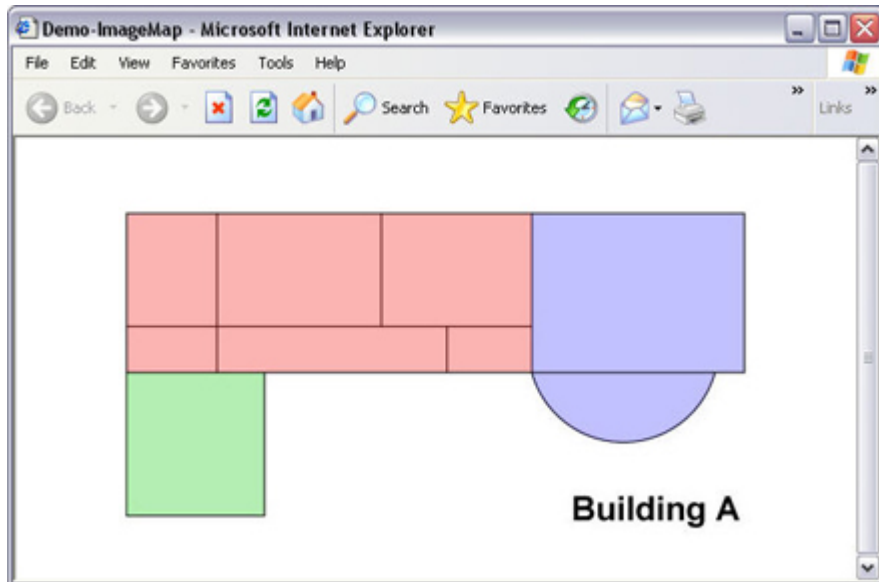 Demo-ImageMap - Microsoft Internet Explorer
File Edit View Favorites Tools Help
Back Search Favorites » Links »
Building A